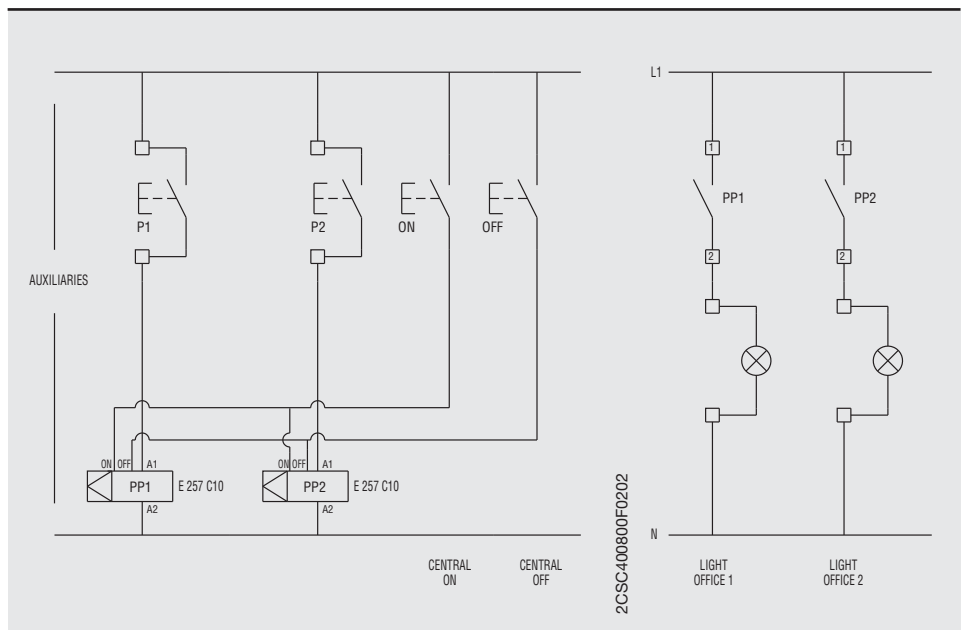 L1
1
1
P1
P2
ON
OFF
PP1
PP2
2
2
AUXILIARIES
ON OFF A1
ON OFF A1
PP1
E 257 C10
PP2
E 257 C10
A2
A2
N
CENTRAL
ON
CENTRAL
OFF
2CSC400800F0202
LIGHT
OFFICE 1
LIGHT
OFFICE 2